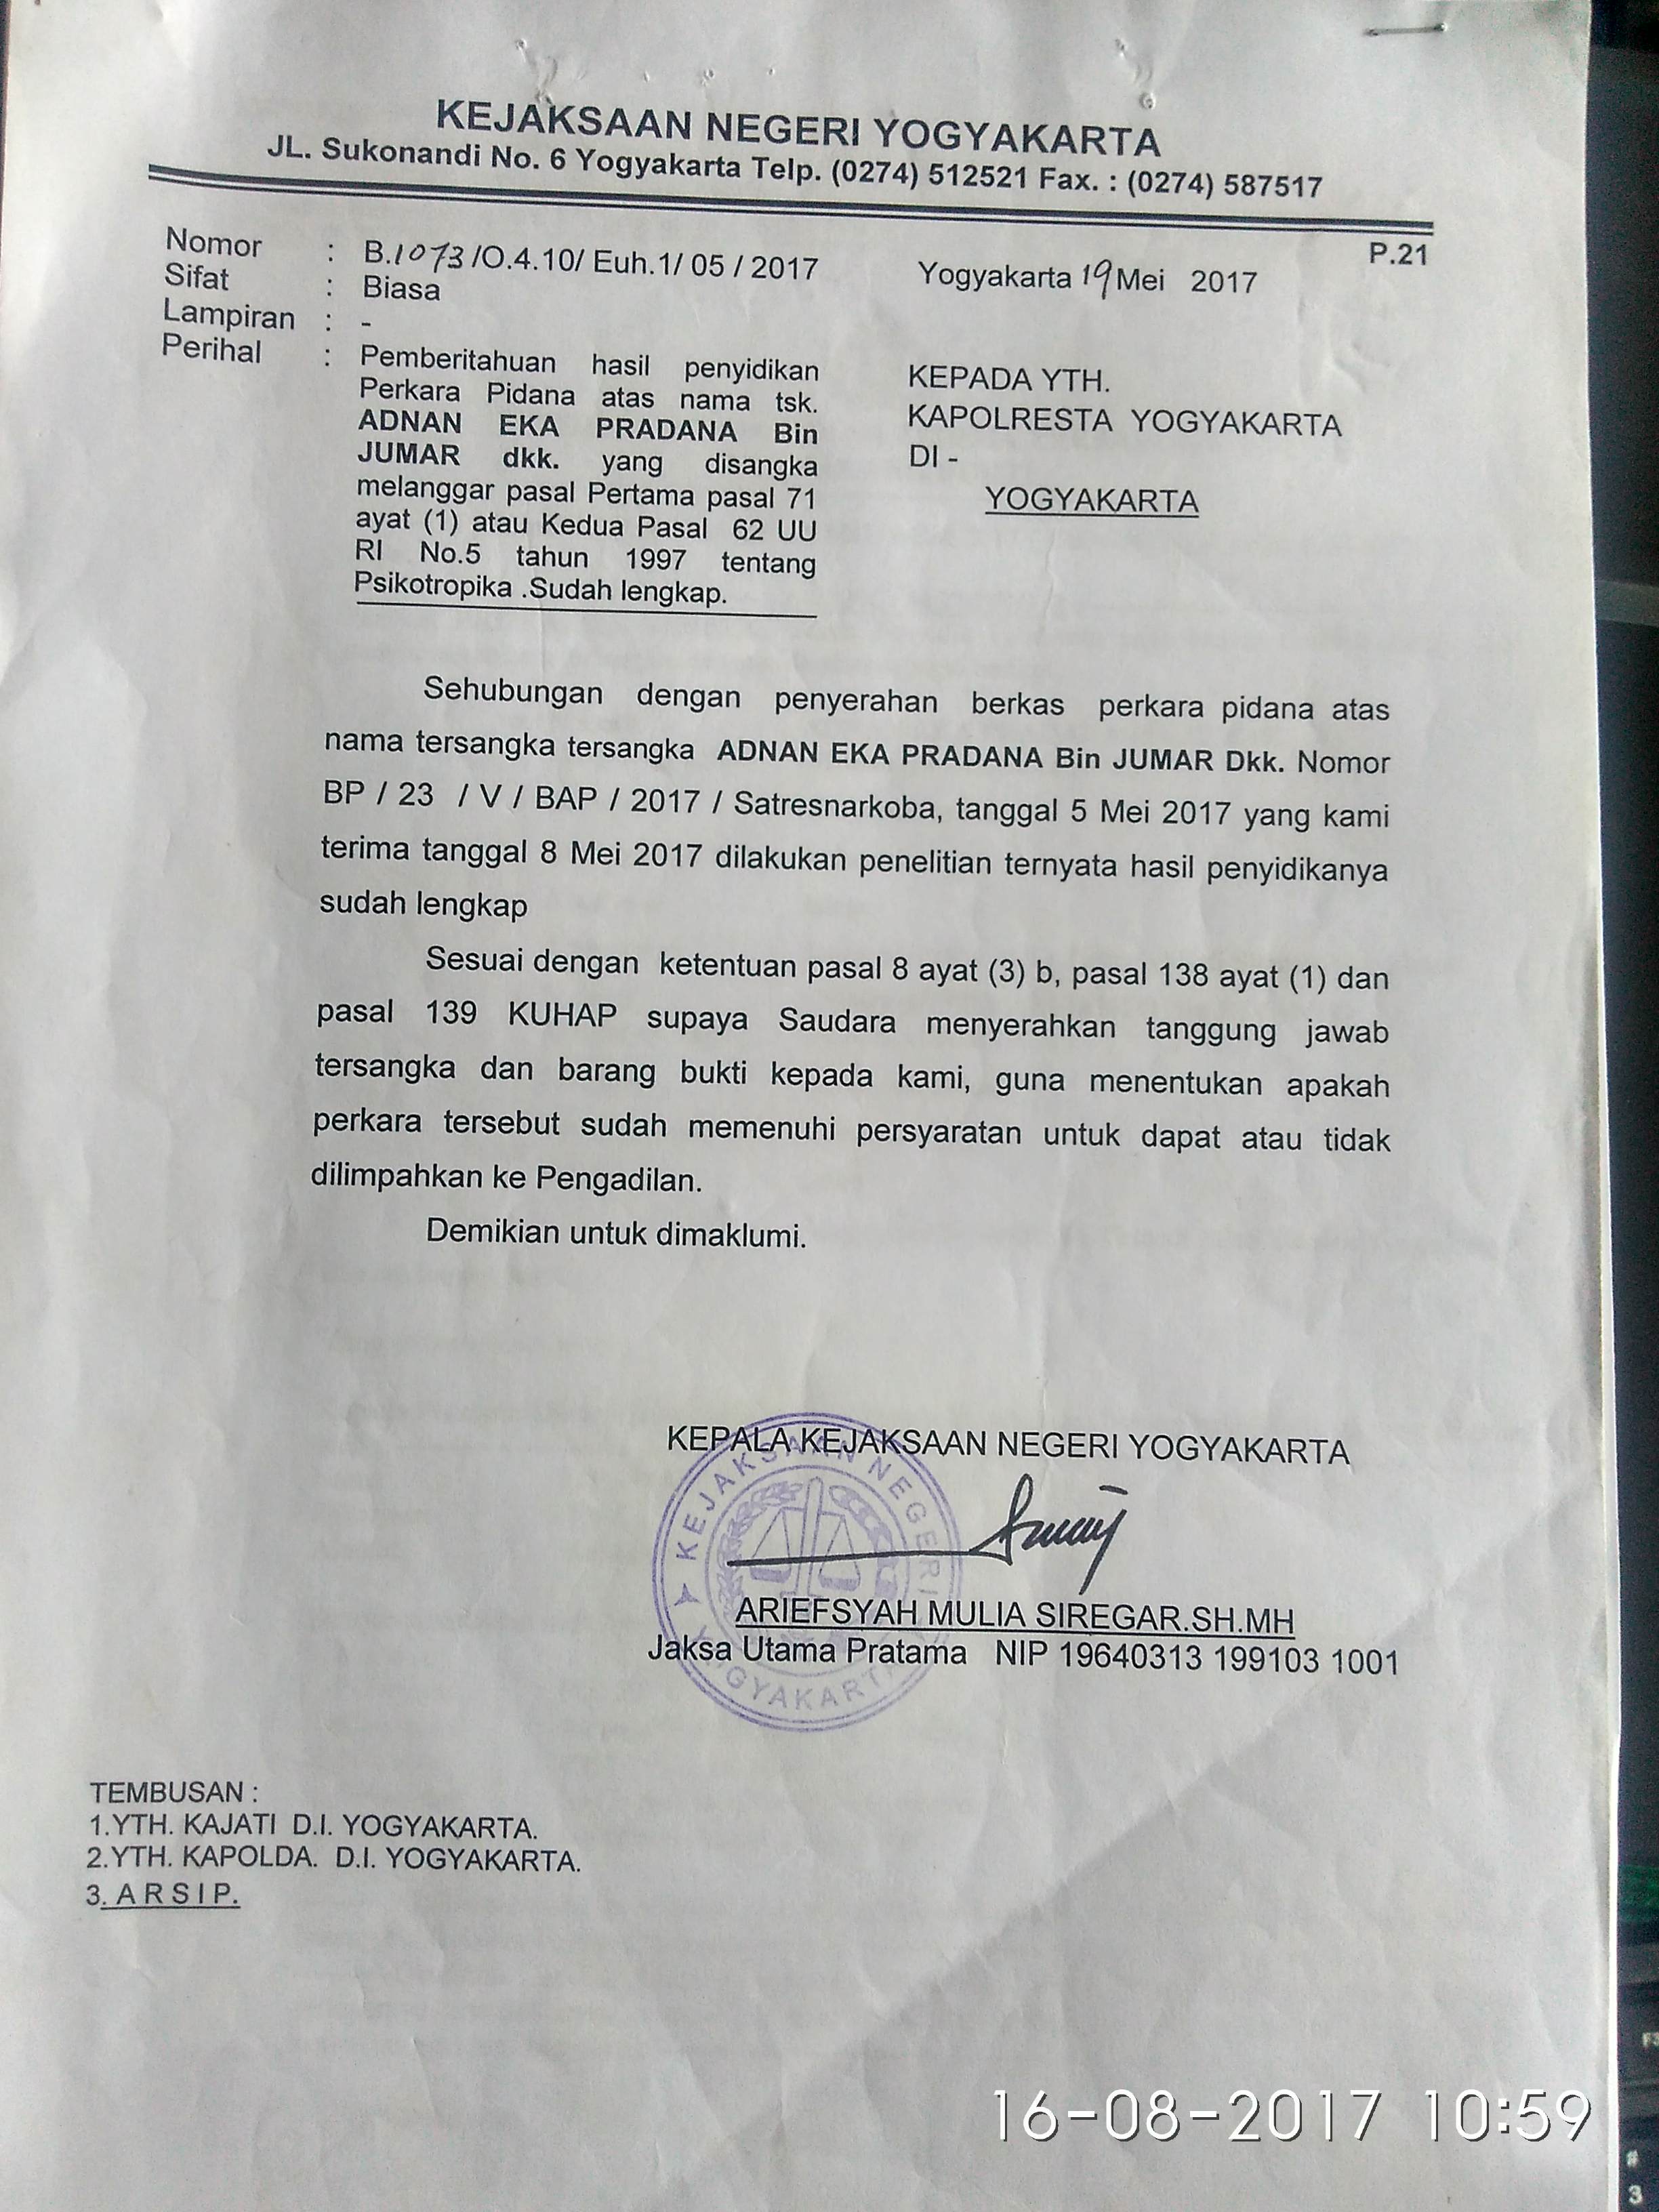 KEJAKSAAN NEGERI YOGYAKARTA
JL. Sukonandi No. 6 Yogyakarta Telp. (0274) 512521 Fax. : (0274) 587517
P.21
Nomor : B.1073/O.4.10/ Euh.1/ 05 / 2017 Yogyakarta 19 Mei 2017
Sifat : Biasa
Lampiran : -
Perihal : Pemberitahuan hasil penyidikan
Perkara Pidana atas nama tsk.
ADNAN EKA PRADANA Bin
JUMAR dkk. yang disangka
melanggar pasal Pertama pasal 71
ayat (1) atau Kedua Pasal 62 UU
RI No.5 tahun 1997 tentang
Psikotropika .Sudah lengkap.
KEPADA YTH.
KAPOLRESTA YOGYAKARTA
DI -
YOGYAKARTA
Sehubungan dengan penyerahan berkas perkara pidana atas
nama tersangka tersangka ADNAN EKA PRADANA Bin JUMAR Dkk. Nomor
BP / 23 / V / BAP / 2017 / Satresnarkoba, tanggal 5 Mei 2017 yang kami
terima tanggal 8 Mei 2017 dilakukan penelitian ternyata hasil penyidikanya
sudah lengkap
Sesuai dengan ketentuan pasal 8 ayat (3) b, pasal 138 ayat (1) dan
pasal 139 KUHAP supaya Saudara menyerahkan tanggung jawab
tersangka dan barang bukti kepada kami, guna menentukan apakah
perkara tersebut sudah memenuhi persyaratan untuk dapat atau tidak
dilimpahkan ke Pengadilan.
Demikian untuk dimaklumi.
KEPALA KEJAKSAAN NEGERI YOGYAKARTA
KEJAKSAAN NEGERI
YOGYAKARTA
ARIEFSYAH MULIA SIREGAR.SH.MH
Jaksa Utama Pratama NIP 19640313 199103 1001
TEMBUSAN :
1.YTH. KAJATI D.I. YOGYAKARTA.
2.YTH. KAPOLDA. D.I. YOGYAKARTA.
3. A R S I P.
16-08-2017 10:59
F3
#
3